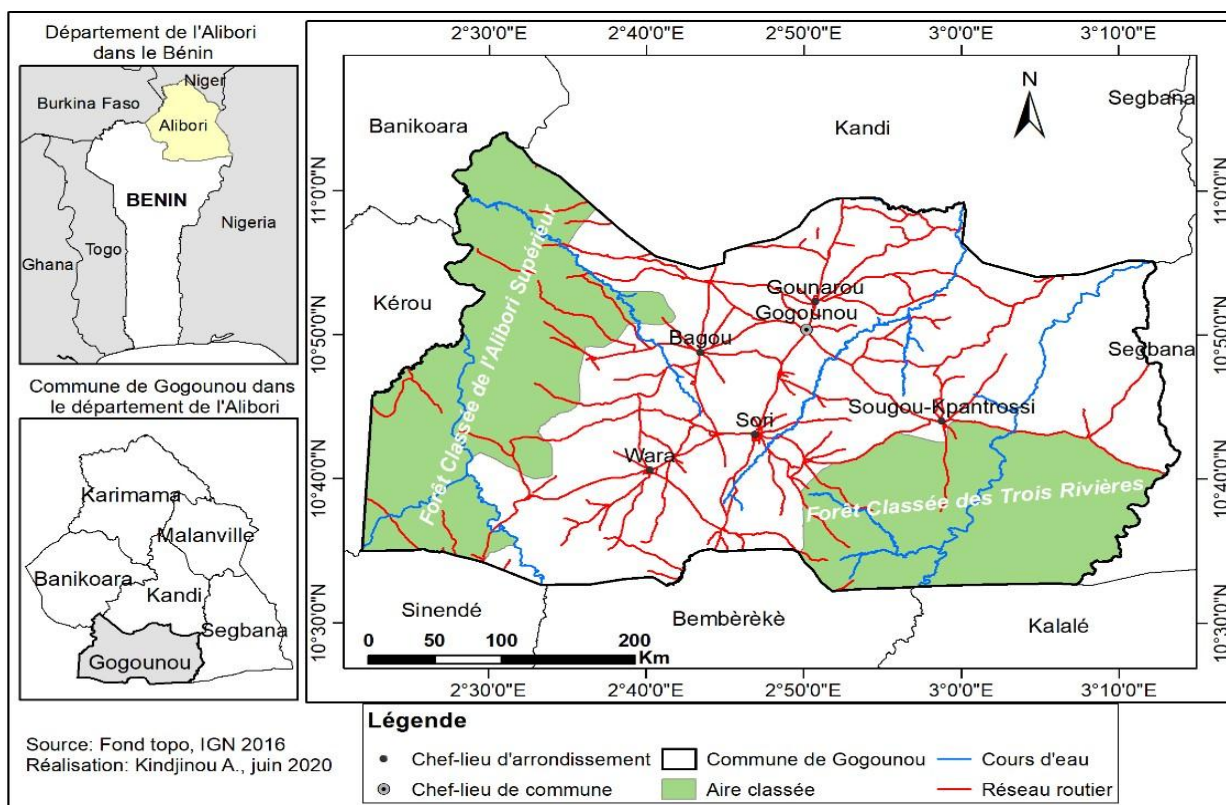 Département de l'Alibori
dans le Bénin
Niger
Burkina Faso
Alibori
BENIN
Nigeria
Togo
Ghana
Commune de Gogounou dans
le département de l'Alibori
Karimama
Malanville
Banikoara
Kandi
Segbana
Gogounou
Source: Fond topo, IGN 2016
Réalisation: Kindjinou A., juin 2020
2°30'0"E 2°40'0"E 2°50'0"E 3°0'0"E 3°10'0"E
N
Segbana
Banikoara
Kandi
11°0'0"N
11°0'0"N
Forêt Classée de l'Alibori Supérieur
Kérou
Gounarou
Gogounou
10°50'0"N
10°50'0"N
Bagou
Segbana
Sougou-Kpantrossi
Sori
Wara
10°40'0"N
10°40'0"N
Forêt Classée des Trois Rivières
Sinendé
Bembèrèkè
Kalalé
10°30'0"N
10°30'0"N
0 50 100 200
Km
2°30'0"E 2°40'0"E 2°50'0"E 3°0'0"E 3°10'0"E
Légende
Chef-lieu d'arrondissement
Commune de Gogounou
Cours d'eau
Chef-lieu de commune
Aire classée
Réseau routier